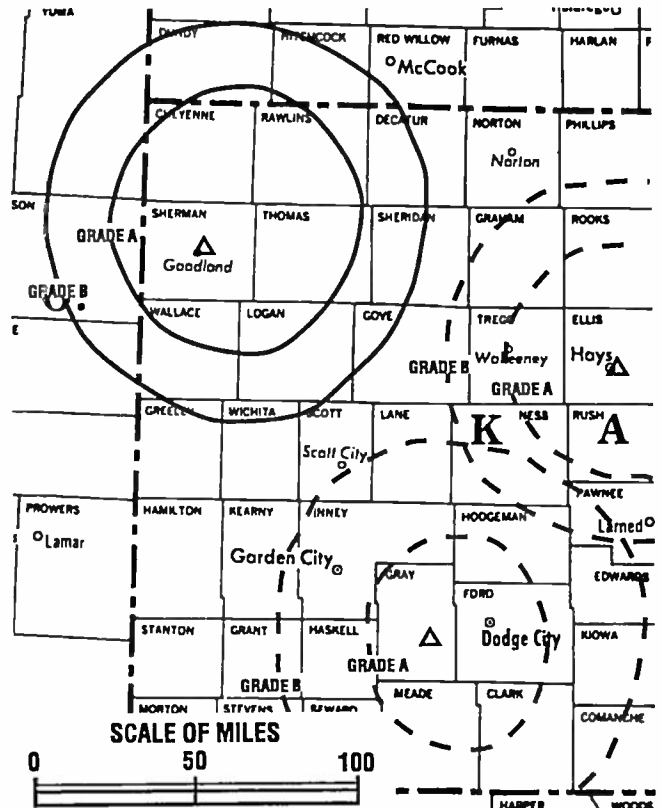 YUMA
DUNDY
HITCHCOCK
RED WILLOW
FURNAS
HARLAN
McCook
CHEYENNE
RAWLINS
DECATUR
NORTON
PHILLIPS
Norton
SON
SHERMAN
THOMAS
SHERIDAN
GRAHAM
ROOKS
GRADE A
Goodland
GRADE B
WALLACE
LOGAN
GOVE
TREGO
ELLIS
E
GRADE B
Wakeeney
Hays
GRADE A
GREELEY
WICHITA
SCOTT
LANE
K
NESS
RUSH
A
Scott City
PAWNEE
PROWERS
HAMILTON
KEARNY
FINNEY
HODGEMAN
Larned
Lamar
Garden City
GRAY
EDWARDS
FORD
STANTON
GRANT
HASKELL
Dodge City
KIOWA
GRADE A
GRADE B
MEADE
CLARK
MORTON
STEVENS
SEWARD
COMANCHE
SCALE OF MILES
0 50 100
HARPER
WOODS